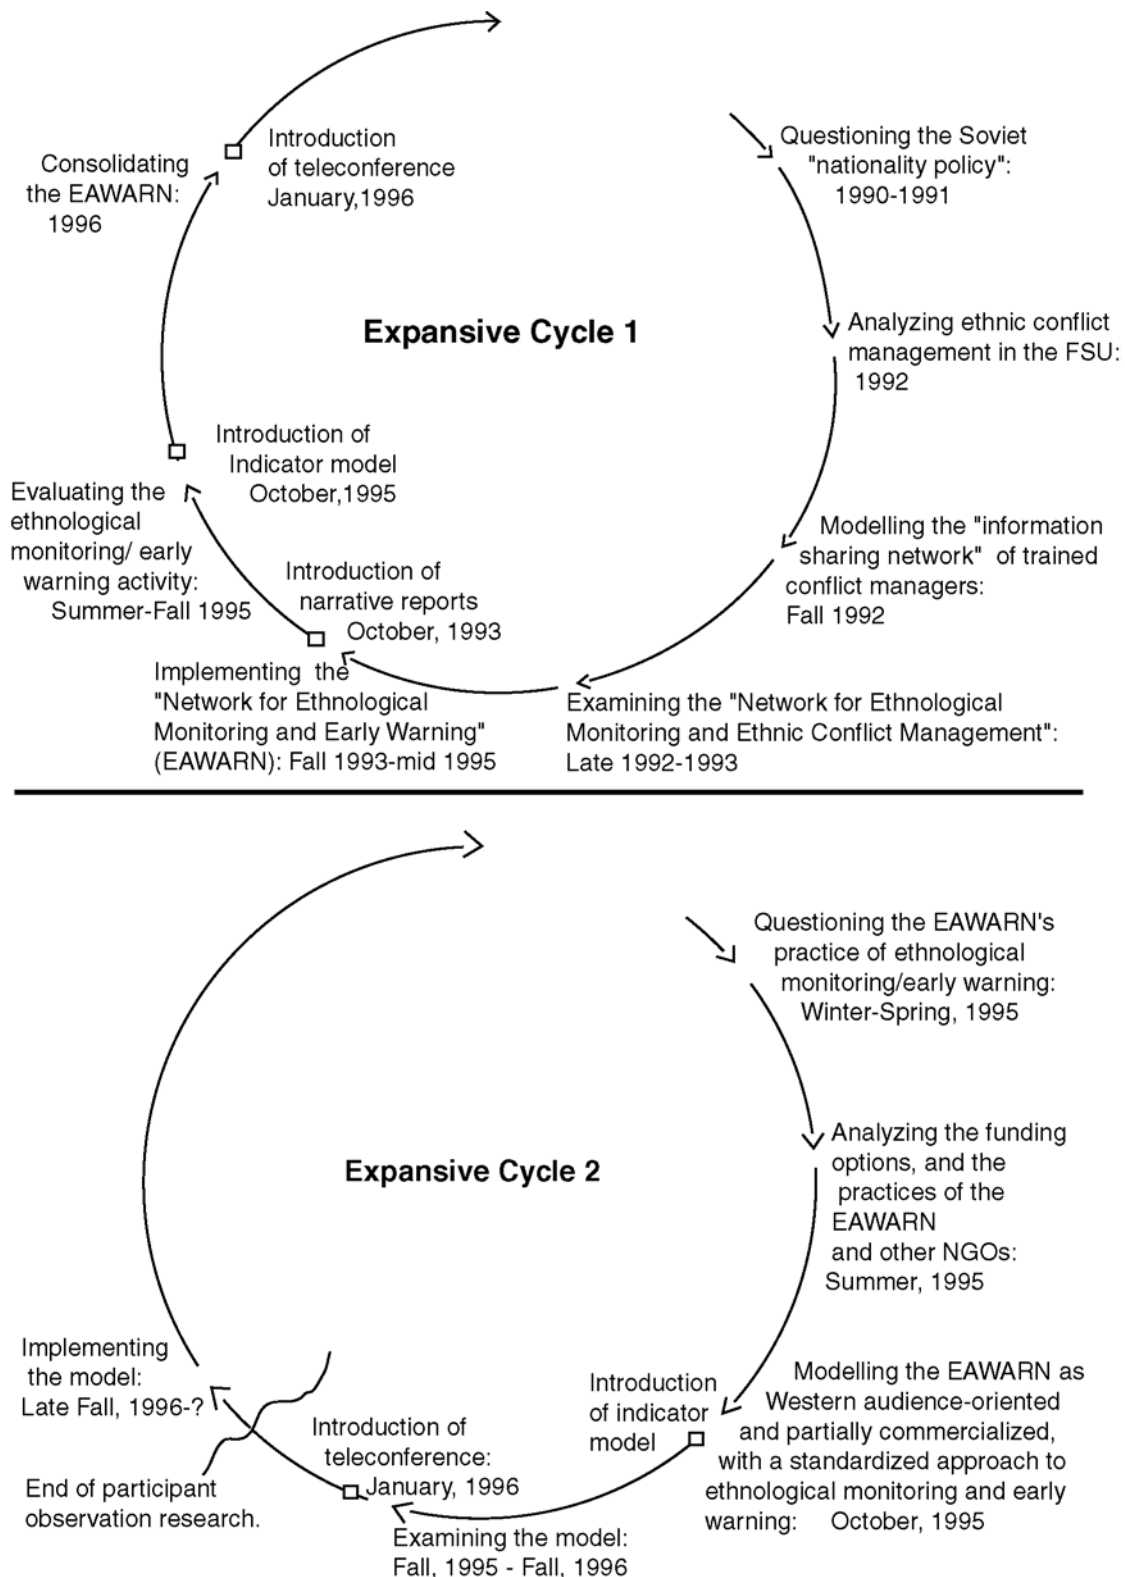 Introduction
of teleconference
January,1996
Consolidating
the EAWARN:
1996
Questioning the Soviet
"nationality policy":
1990-1991
Expansive Cycle 1
Analyzing ethnic conflict
management in the FSU:
1992
Introduction of
Indicator model
October,1995
Evaluating the
ethnological
monitoring/ early
warning activity:
Summer-Fall 1995
Modelling the "information
sharing network" of trained
conflict managers:
Fall 1992
Introduction of
narrative reports
October, 1993
Implementing the
"Network for Ethnological
Monitoring and Early Warning"
(EAWARN): Fall 1993-mid 1995
Examining the "Network for Ethnological
Monitoring and Ethnic Conflict Management":
Late 1992-1993
Questioning the EAWARN's
practice of ethnological
monitoring/early warning:
Winter-Spring, 1995
Expansive Cycle 2
Analyzing the funding
options, and the
practices of the
EAWARN
and other NGOs:
Summer, 1995
Implementing
the model:
Late Fall, 1996-?
Introduction
of indicator
model
Modelling the EAWARN as
Western audience-oriented
and partially commercialized,
with a standardized approach to
ethnological monitoring and early
warning: October, 1995
Introduction of
teleconference:
January, 1996
End of participant
observation research.
Examining the model:
Fall, 1995 - Fall, 1996